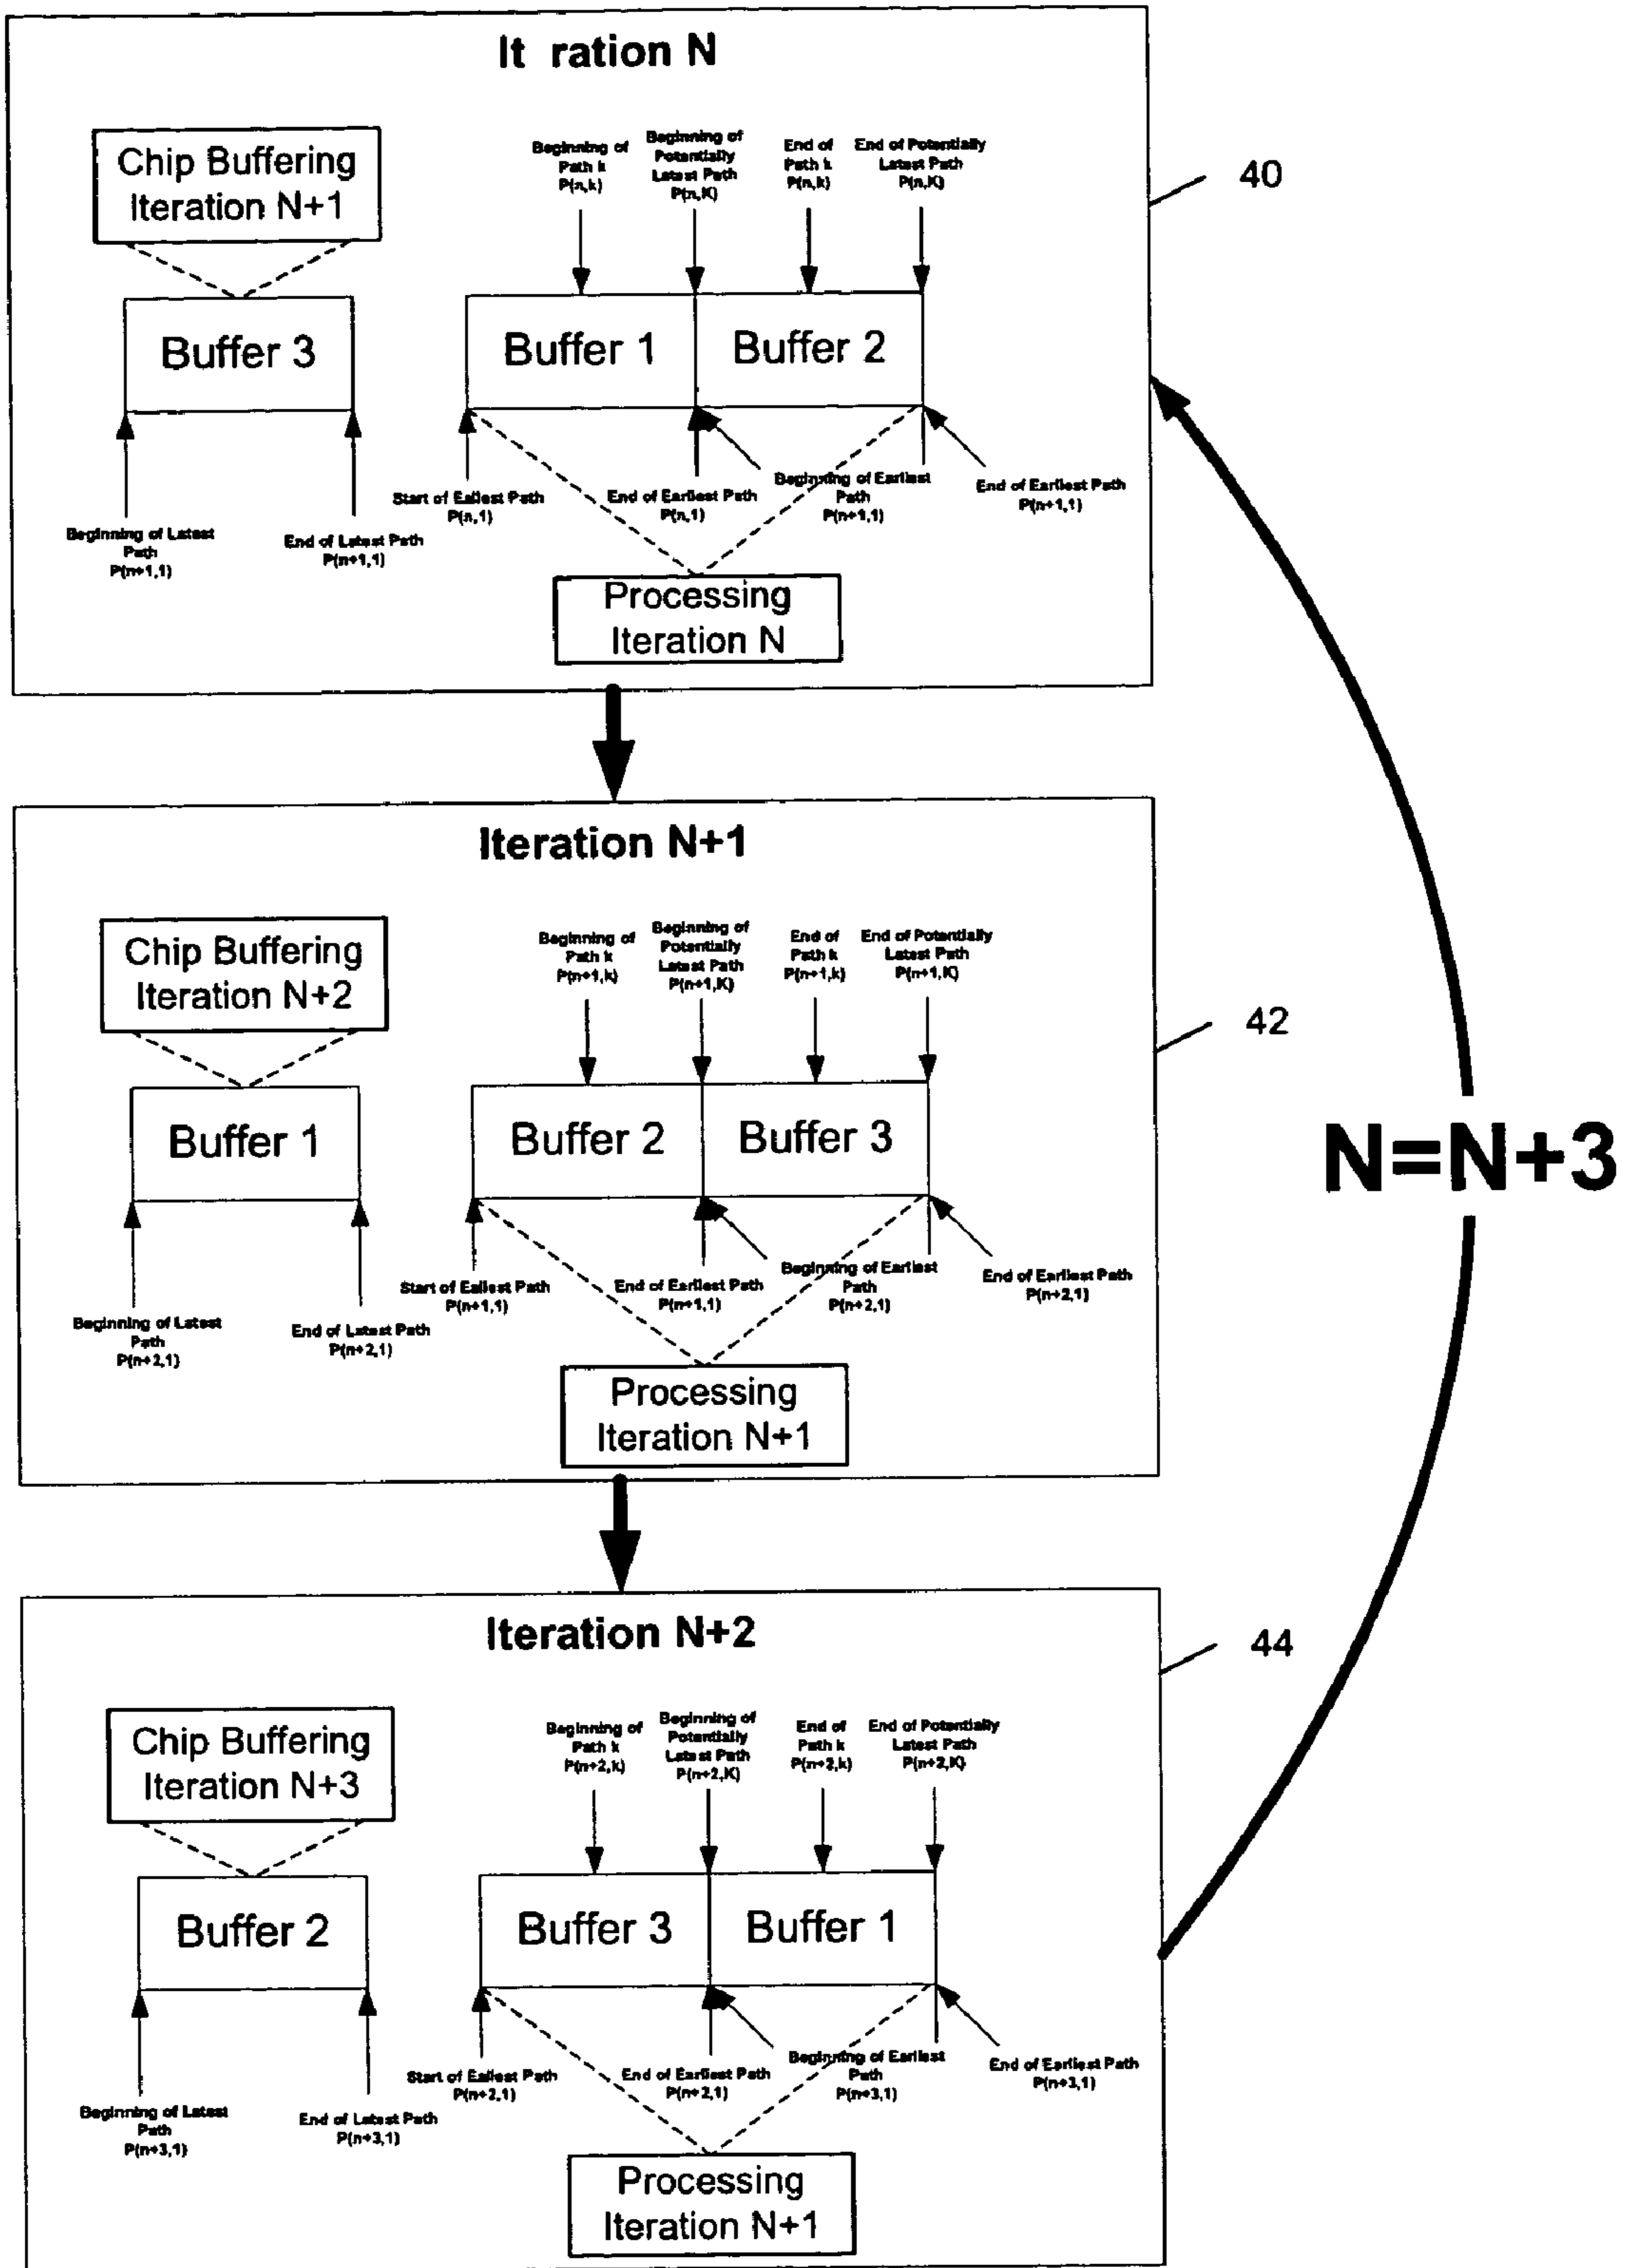 It ration N
Chip Buffering
Iteration N+1
Beginning of
Path k
P(n,k)
Beginning of
Potentially
Latest Path
P(n,K)
End of
Path k
P(n,k)
End of Potentially
Latest Path
P(n,K)
40
Buffer 3
Buffer 1
Buffer 2
Beginning of Latest
Path
P(n+1,1)
End of Latest Path
P(n+1,1)
Start of Eallest Path
P(n,1)
End of Earliest Path
P(n,1)
Beginning of Earliest
Path
P(n+1,1)
End of Earliest Path
P(n+1,1)
Processing
Iteration N
Iteration N+1
Chip Buffering
Iteration N+2
Beginning of
Path k
P(n+1,k)
Beginning of
Potentially
Latest Path
P(n+1,K)
End of
Path k
P(n+1,k)
End of Potentially
Latest Path
P(n+1,K)
42
Buffer 1
Buffer 2
Buffer 3
N=N+3
Beginning of Latest
Path
P(n+2,1)
End of Latest Path
P(n+2,1)
Start of Eallest Path
P(n+1,1)
End of Earliest Path
P(n+1,1)
Beginning of Earliest
Path
P(n+2,1)
End of Earliest Path
P(n+2,1)
Processing
Iteration N+1
Iteration N+2
Chip Buffering
Iteration N+3
Beginning of
Path k
P(n+2,k)
Beginning of
Potentially
Latest Path
P(n+2,K)
End of
Path k
P(n+2,k)
End of Potentially
Latest Path
P(n+2,K)
44
Buffer 2
Buffer 3
Buffer 1
Beginning of Latest
Path
P(n+3,1)
End of Latest Path
P(n+3,1)
Start of Eallest Path
P(n+2,1)
End of Earliest Path
P(n+2,1)
Beginning of Earliest
Path
P(n+3,1)
End of Earliest Path
P(n+3,1)
Processing
Iteration N+1